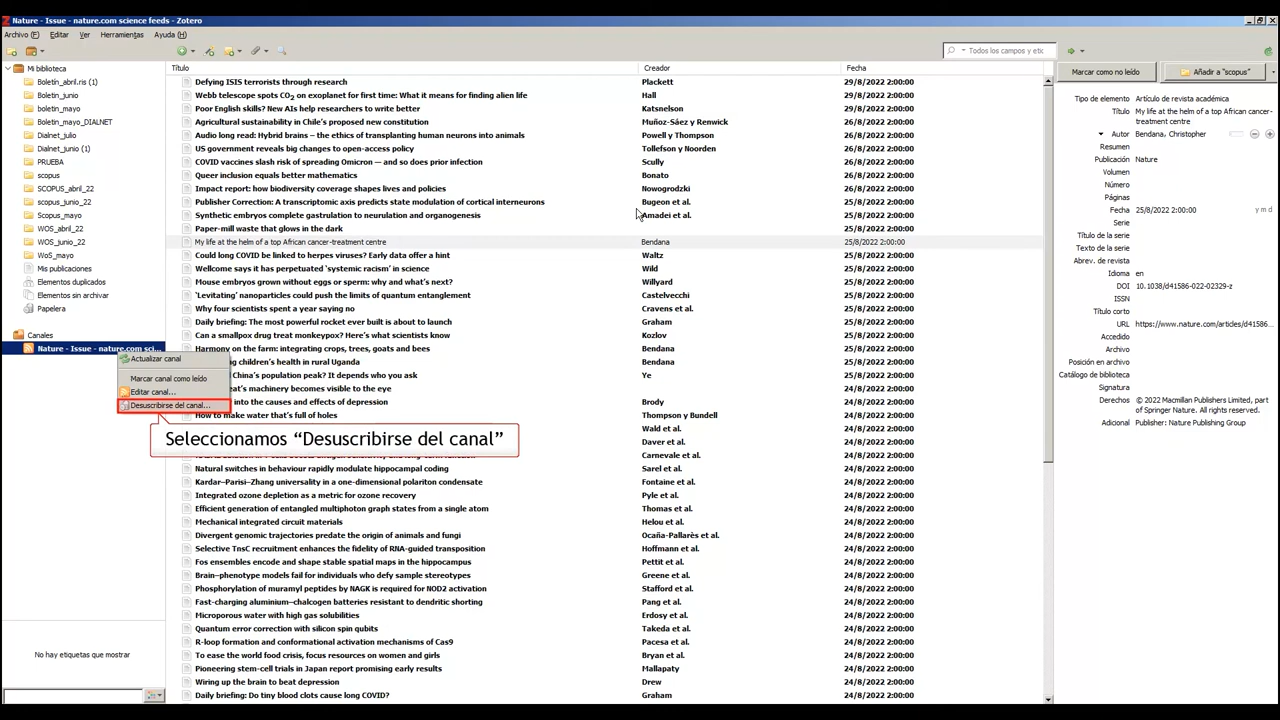 Nature - Issue - nature.com science feeds - Zotero
Archivo (F) Editar Ver Herramientas Ayuda (H)
Todos los campos y etic
Mi biblioteca
Boletín_abril.ris (1)
Boletin_junio
boletin_mayo
Boletin_mayo_DIALNET
Dialnet_julio
Dialnet_junio (1)
PRUEBA
scopus
SCOPUS_abril_22
scopus_junio_22
Scopus_mayo
WOS_abril_22
WOS_junio_22
WoS_mayo
Mis publicaciones
Elementos duplicados
Elementos sin archivar
Papelera
Canales
Nature - Issue - nature.com sci...
Actualizar canal
Marcar canal como leído
Editar canal...
Desuscribirse del canal...
Seleccionamos “Desuscribirse del canal”
No hay etiquetas que mostrar
Título Creador Fecha
Defying ISIS terrorists through research Plackett 29/8/2022 2:00:00
Webb telescope spots CO2 on exoplanet for first time: What it means for finding alien life Hall 29/8/2022 2:00:00
Poor English skills? New AIs help researchers to write better Katsnelson 29/8/2022 2:00:00
Agricultural sustainability in Chile’s proposed new constitution Muñoz-Sáez y Renwick 26/8/2022 2:00:00
Audio long read: Hybrid brains – the ethics of transplanting human neurons into animals Powell y Thompson 26/8/2022 2:00:00
US government reveals big changes to open-access policy Tollefson y Noorden 26/8/2022 2:00:00
COVID vaccines slash risk of spreading Omicron — and so does prior infection Scully 26/8/2022 2:00:00
Queer inclusion equals better mathematics Bonato 26/8/2022 2:00:00
Impact report: how biodiversity coverage shapes lives and policies Nowogrodzki 26/8/2022 2:00:00
Publisher Correction: A transcriptomic axis predicts state modulation of cortical interneurons Bugeon et al. 25/8/2022 2:00:00
Synthetic embryos complete gastrulation to neurulation and organogenesis Amadei et al. 25/8/2022 2:00:00
Paper-mill waste that glows in the dark 25/8/2022 2:00:00
My life at the helm of a top African cancer-treatment centre Bendana 25/8/2022 2:00:00
Could long COVID be linked to herpes viruses? Early data offer a hint Waltz 25/8/2022 2:00:00
Wellcome says it has perpetuated ‘systemic racism’ in science Wild 25/8/2022 2:00:00
Mouse embryos grown without eggs or sperm: why and what’s next? Willyard 25/8/2022 2:00:00
‘Levitating’ nanoparticles could push the limits of quantum entanglement Castelvecchi 25/8/2022 2:00:00
Why four scientists spent a year saying no Cravens et al. 25/8/2022 2:00:00
Daily briefing: The most powerful rocket ever built is about to launch Graham 25/8/2022 2:00:00
Can a smallpox drug treat monkeypox? Here’s what scientists know Kozlov 25/8/2022 2:00:00
Harmony on the farm: integrating crops, trees, goats and bees Bendana 25/8/2022 2:00:00
g children’s health in rural Uganda Bendana 25/8/2022 2:00:00
China’s population peak? It depends who you ask Ye 25/8/2022 2:00:00
eat’s machinery becomes visible to the eye 24/8/2022 2:00:00
into the causes and effects of depression Brody 24/8/2022 2:00:00
How to make water that’s full of holes Thompson y Bundell 24/8/2022 2:00:00
Wald et al. 24/8/2022 2:00:00
Daver et al. 24/8/2022 2:00:00
Carnevale et al. 24/8/2022 2:00:00
Natural switches in behaviour rapidly modulate hippocampal coding Sarel et al. 24/8/2022 2:00:00
Kardar–Parisi–Zhang universality in a one-dimensional polariton condensate Fontaine et al. 24/8/2022 2:00:00
Integrated ozone depletion as a metric for ozone recovery Pyle et al. 24/8/2022 2:00:00
Efficient generation of entangled multiphoton graph states from a single atom Thomas et al. 24/8/2022 2:00:00
Mechanical integrated circuit materials Helou et al. 24/8/2022 2:00:00
Divergent genomic trajectories predate the origin of animals and fungi Ocaña-Pallarès et al. 24/8/2022 2:00:00
Selective TnsC recruitment enhances the fidelity of RNA-guided transposition Hoffmann et al. 24/8/2022 2:00:00
Fos ensembles encode and shape stable spatial maps in the hippocampus Pettit et al. 24/8/2022 2:00:00
Brain–phenotype models fail for individuals who defy sample stereotypes Greene et al. 24/8/2022 2:00:00
Phosphorylation of muramyl peptides by NAGK is required for NOD2 activation Stafford et al. 24/8/2022 2:00:00
Fast-charging aluminium–chalcogen batteries resistant to dendritic shorting Pang et al. 24/8/2022 2:00:00
Microporous water with high gas solubilities Erdosy et al. 24/8/2022 2:00:00
Quantum error correction with silicon spin qubits Takeda et al. 24/8/2022 2:00:00
R-loop formation and conformational activation mechanisms of Cas9 Pacesa et al. 24/8/2022 2:00:00
To ease the world food crisis, focus resources on women and girls Bryan et al. 24/8/2022 2:00:00
Pioneering stem-cell trials in Japan report promising early results Mallapaty 24/8/2022 2:00:00
Wiring up the brain to beat depression Drew 24/8/2022 2:00:00
Daily briefing: Do tiny blood clots cause long COVID? Graham 24/8/2022 2:00:00
Marcar como no leído Añadir a “scopus”
Tipo de elemento Artículo de revista académica
Título My life at the helm of a top African cancer-
treatment centre
Autor Bendana, Christopher
Resumen
Publicación Nature
Volumen
Número
Páginas
Fecha 25/8/2022 2:00:00 y m d
Serie
Título de la serie
Texto de la serie
Abrev. de revista
Idioma en
DOI 10.1038/d41586-022-02329-z
ISSN
Título corto
URL https://www.nature.com/articles/d41586...
Accedido
Archivo
Posición en archivo
Catálogo de biblioteca
Signatura
Derechos © 2022 Macmillan Publishers Limited, part
of Springer Nature. All rights reserved.
Adicional Publisher: Nature Publishing Group